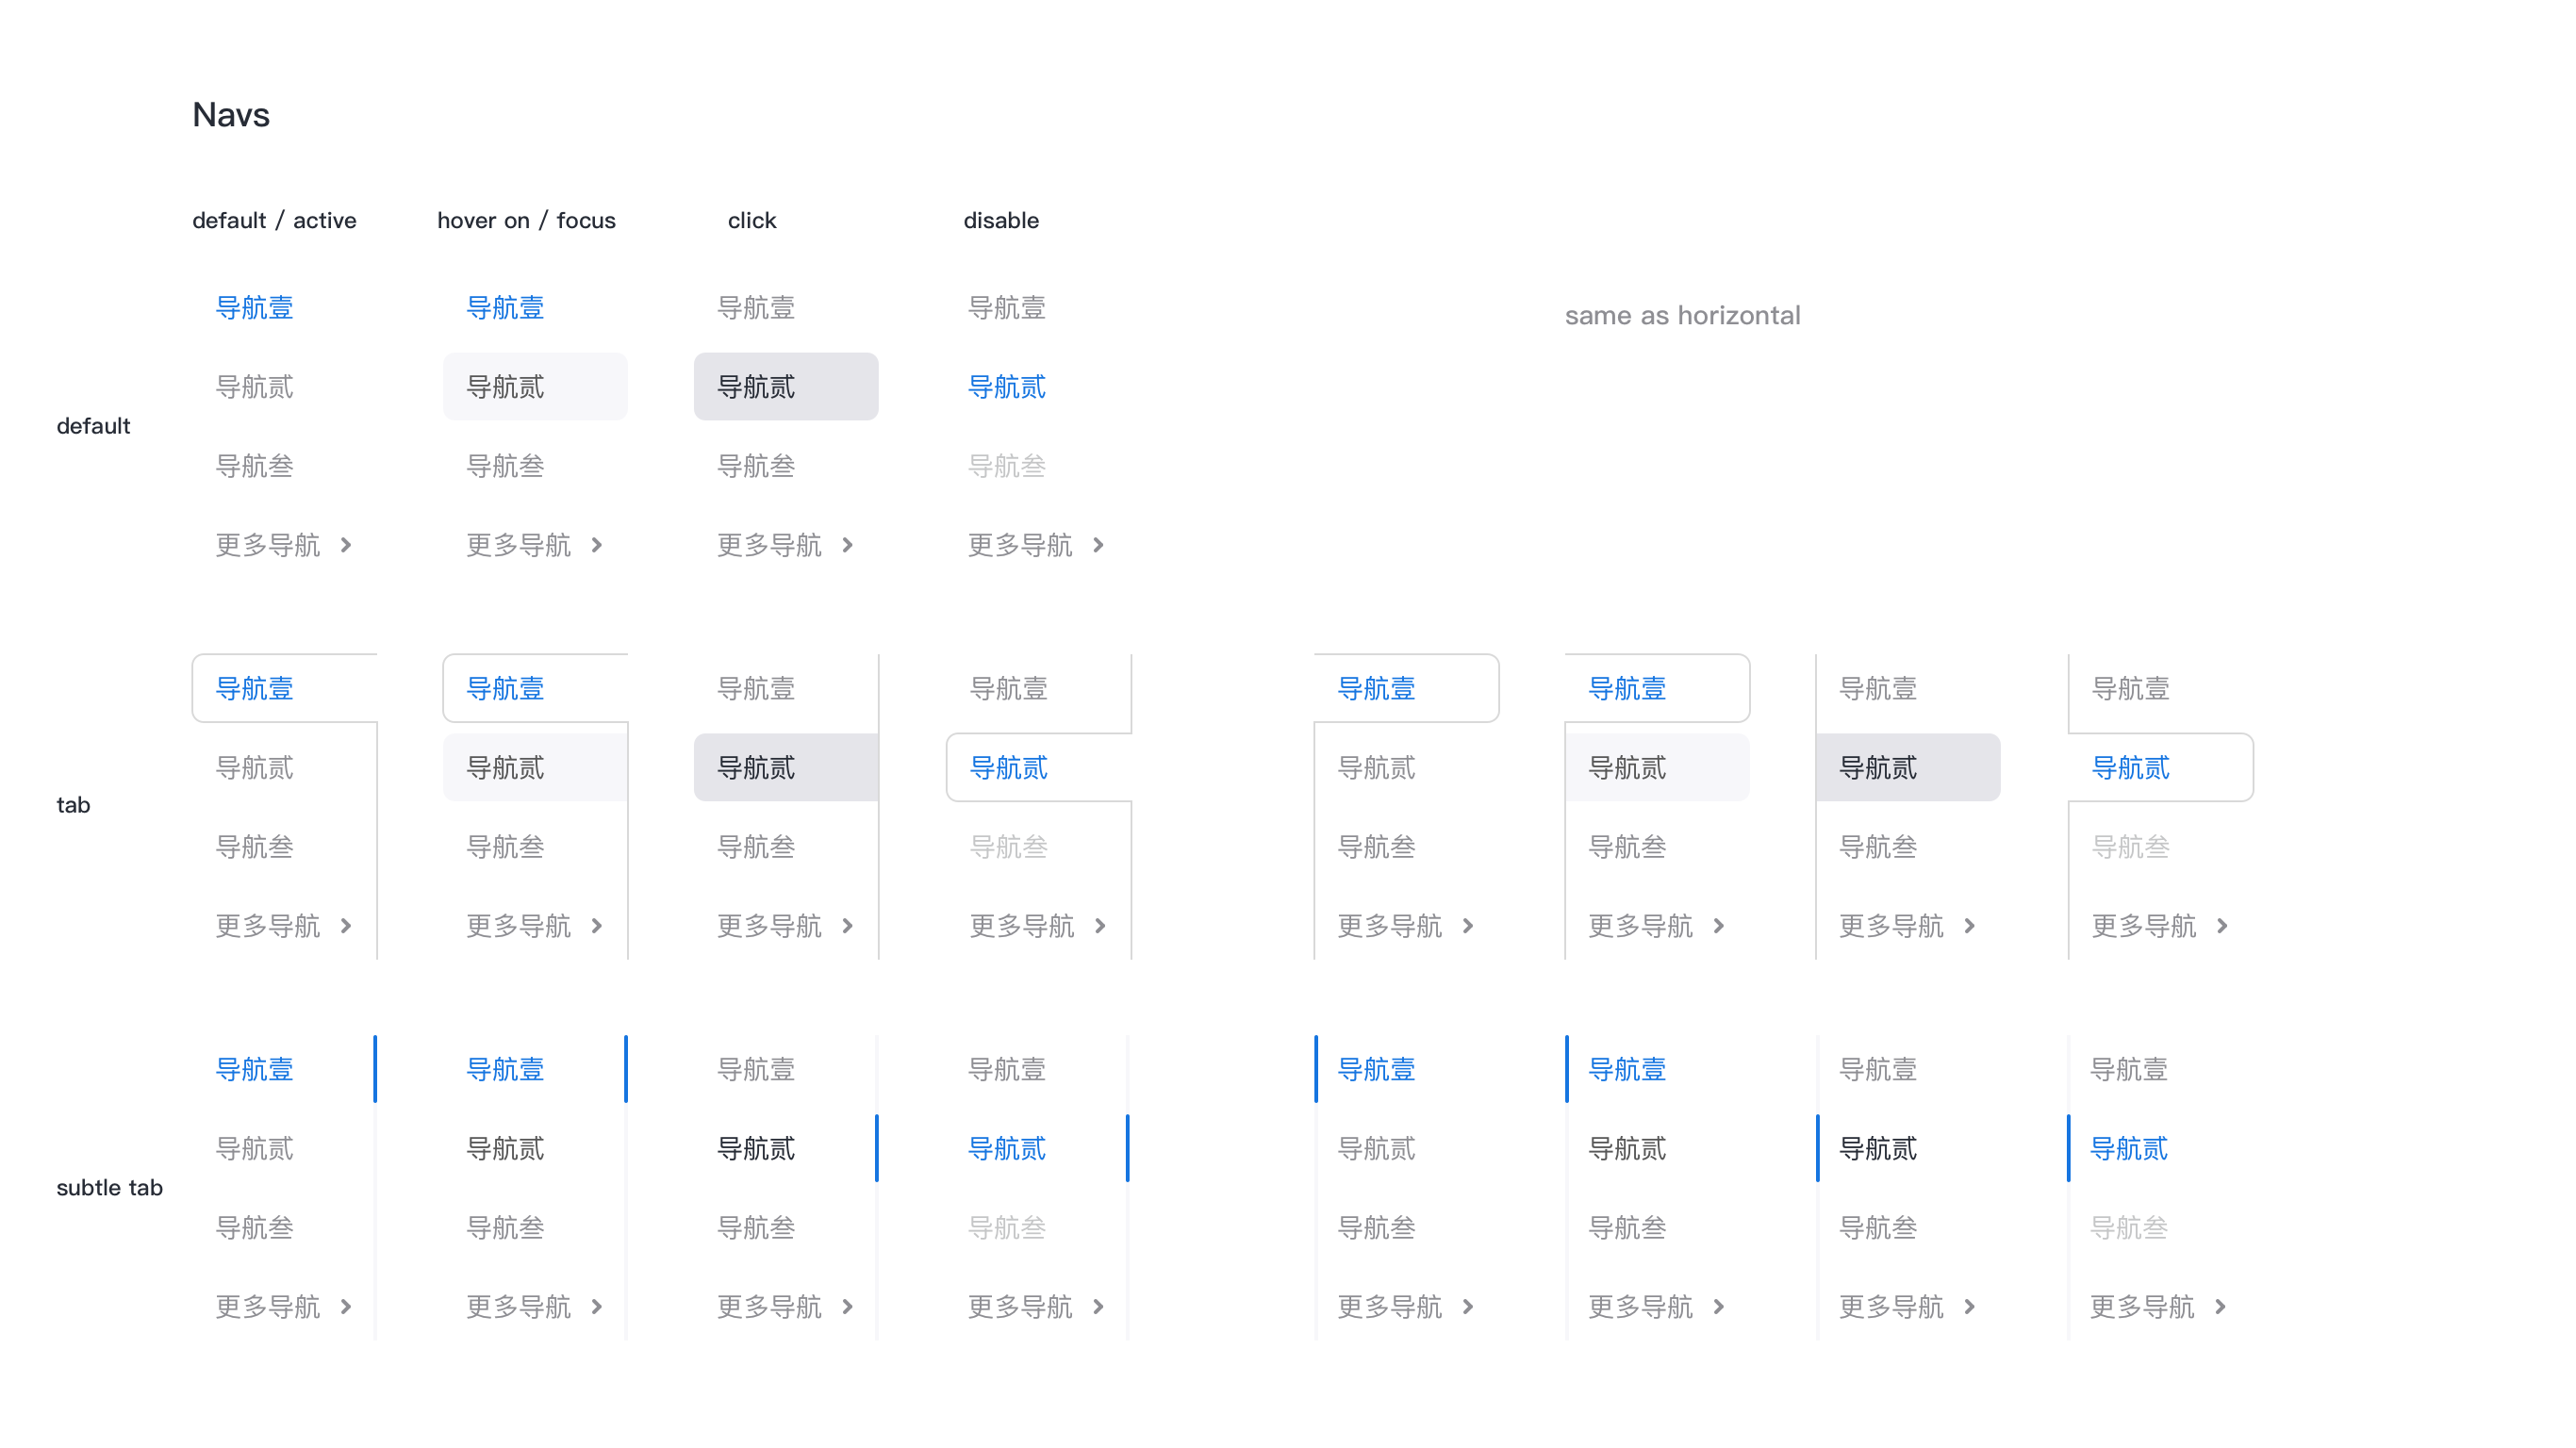 Navs
default / active hover on / focus click disable
导航壹 导航壹 导航壹 导航壹 same as horizontal
导航贰 导航贰 导航贰 导航贰
default
导航叁 导航叁 导航叁 导航叁
更多导航 更多导航 更多导航 更多导航
导航壹 导航壹 导航壹 导航壹 导航壹 导航壹 导航壹 导航壹
导航贰 导航贰 导航贰 导航贰 导航贰 导航贰 导航贰 导航贰
tab
导航叁 导航叁 导航叁 导航叁 导航叁 导航叁 导航叁 导航叁
更多导航 更多导航 更多导航 更多导航 更多导航 更多导航 更多导航 更多导航
导航壹 导航壹 导航壹 导航壹 导航壹 导航壹 导航壹 导航壹
导航贰 导航贰 导航贰 导航贰 导航贰 导航贰 导航贰 导航贰
subtle tab
导航叁 导航叁 导航叁 导航叁 导航叁 导航叁 导航叁 导航叁
更多导航 更多导航 更多导航 更多导航 更多导航 更多导航 更多导航 更多导航